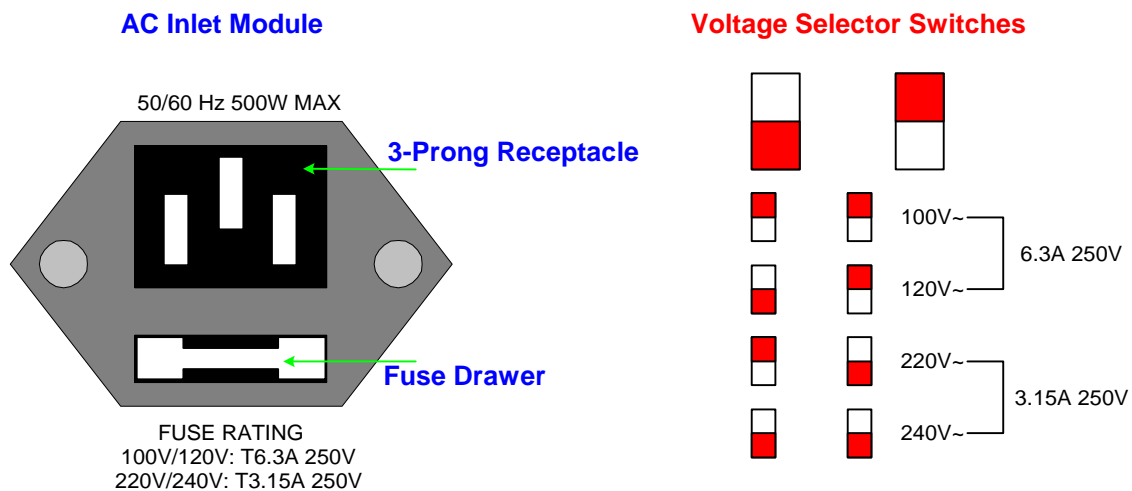 AC Inlet Module
50/60 Hz 500W MAX
3-Prong Receptacle
Fuse Drawer
FUSE RATING
100V/120V: T6.3A 250V
220V/240V: T3.15A 250V
Voltage Selector Switches
100V~
6.3A 250V
120V~
220V~
3.15A 250V
240V~